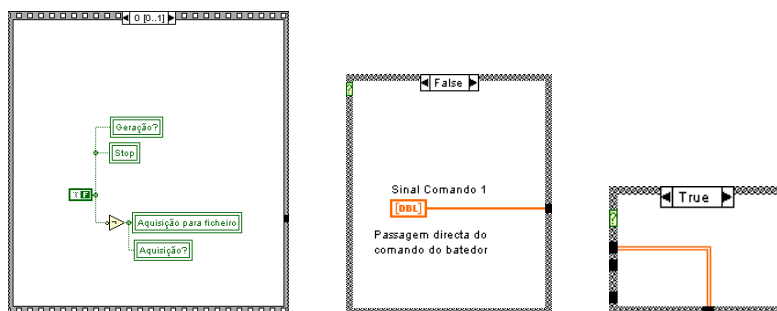 0 [0..1]
Geração?
Stop
T F
Aquisição para ficheiro
Aquisição?
False
?
Sinal Comando 1
[DBL]
Passagem directa do
comando do batedor
True
?